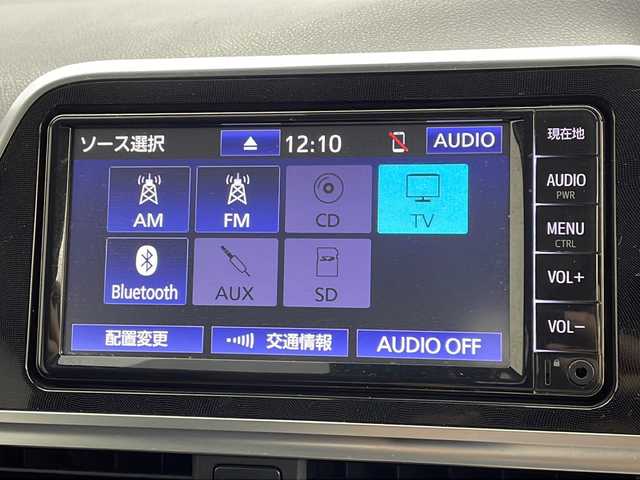 ソース選択
12:10
AUDIO
AM
FM
CD
TV
Bluetooth
AUX
SD
配置変更
交通情報
AUDIO OFF
現在地
AUDIO
PWR
MENU
CTRL
VOL+
VOL−